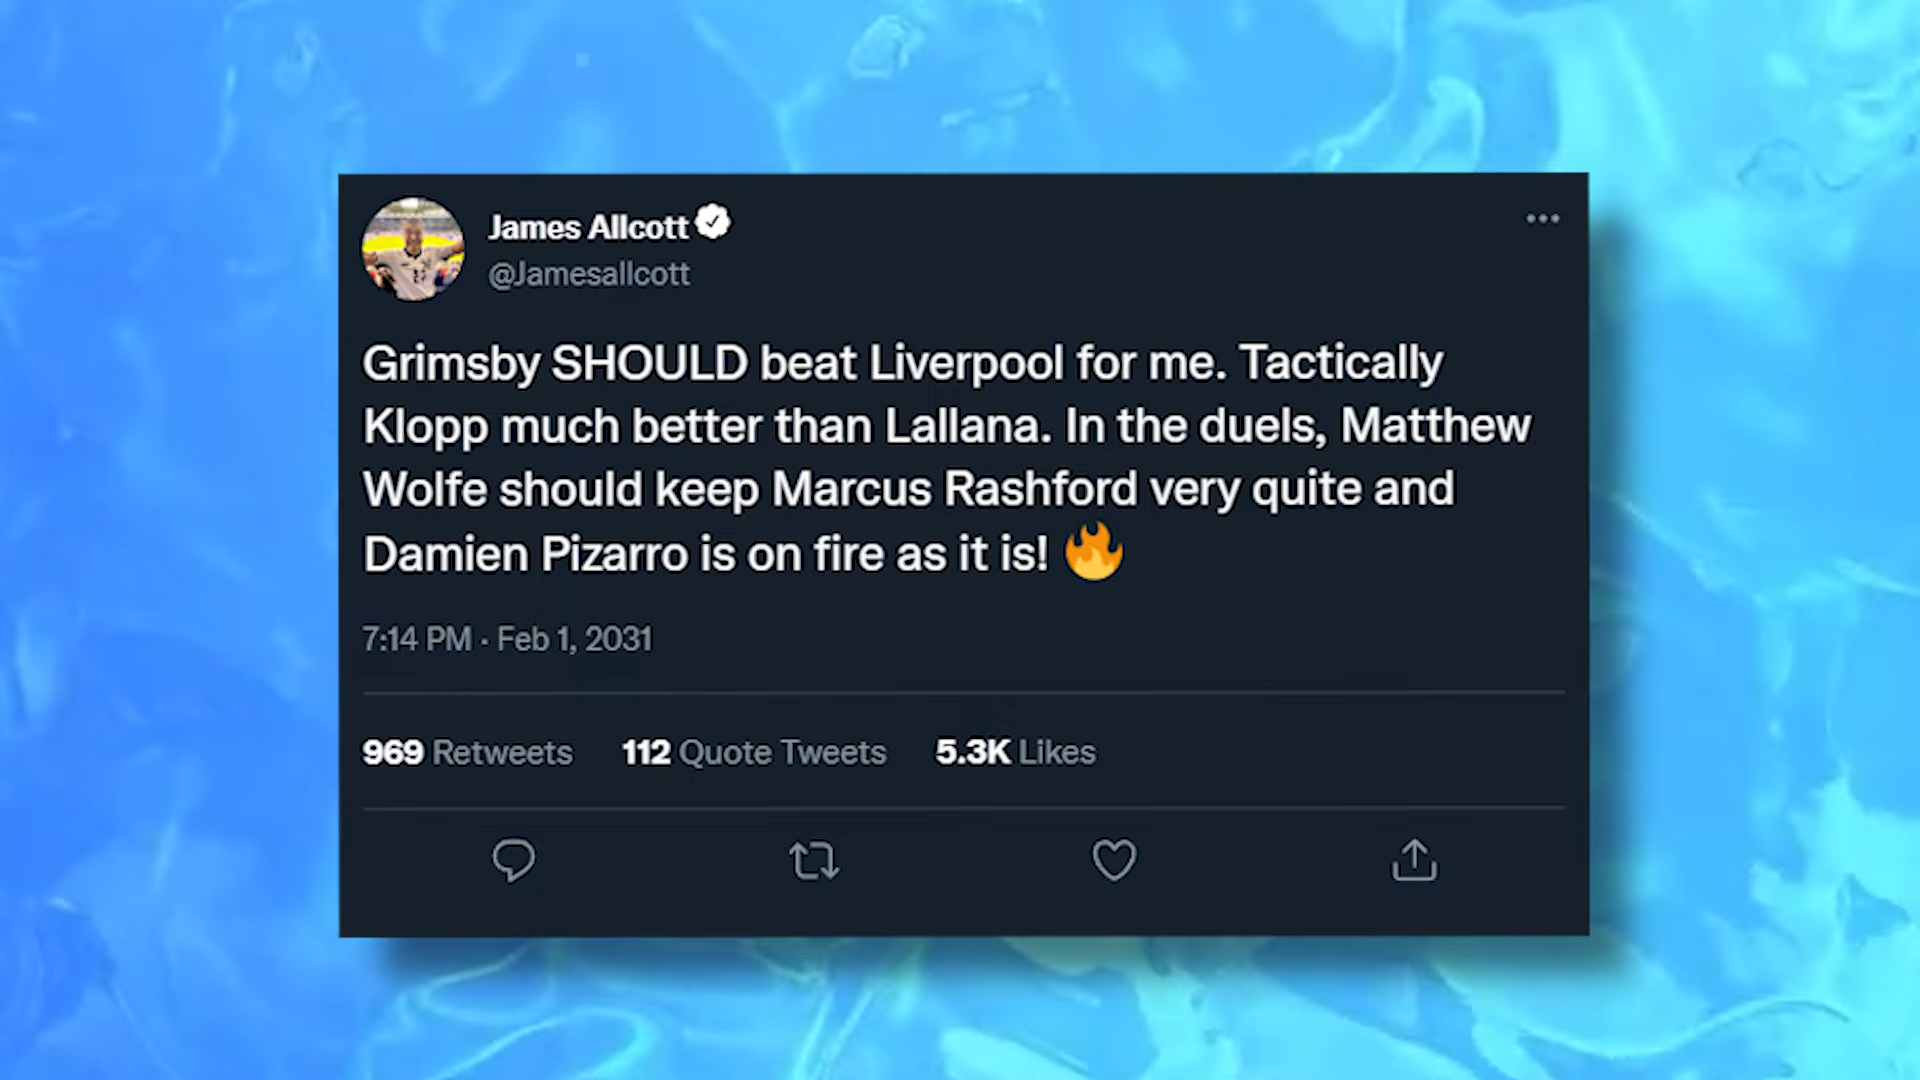 James Allcott
@Jamesallcott
Grimsby SHOULD beat Liverpool for me. Tactically
Klopp much better than Lallana. In the duels, Matthew
Wolfe should keep Marcus Rashford very quite and
Damien Pizarro is on fire as it is! 🔥
7:14 PM · Feb 1, 2031
969 Retweets 112 Quote Tweets 5.3K Likes